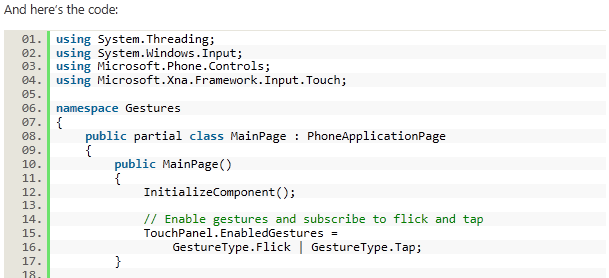 And here's the code:
01. using System.Threading;
02. using System.Windows.Input;
03. using Microsoft.Phone.Controls;
04. using Microsoft.Xna.Framework.Input.Touch;
05.
06. namespace Gestures
07. {
08.     public partial class MainPage : PhoneApplicationPage
09.     {
10.         public MainPage()
11.         {
12.             InitializeComponent();
13.
14.             // Enable gestures and subscribe to flick and tap
15.             TouchPanel.EnabledGestures =
16.                 GestureType.Flick | GestureType.Tap;
17.         }
18.